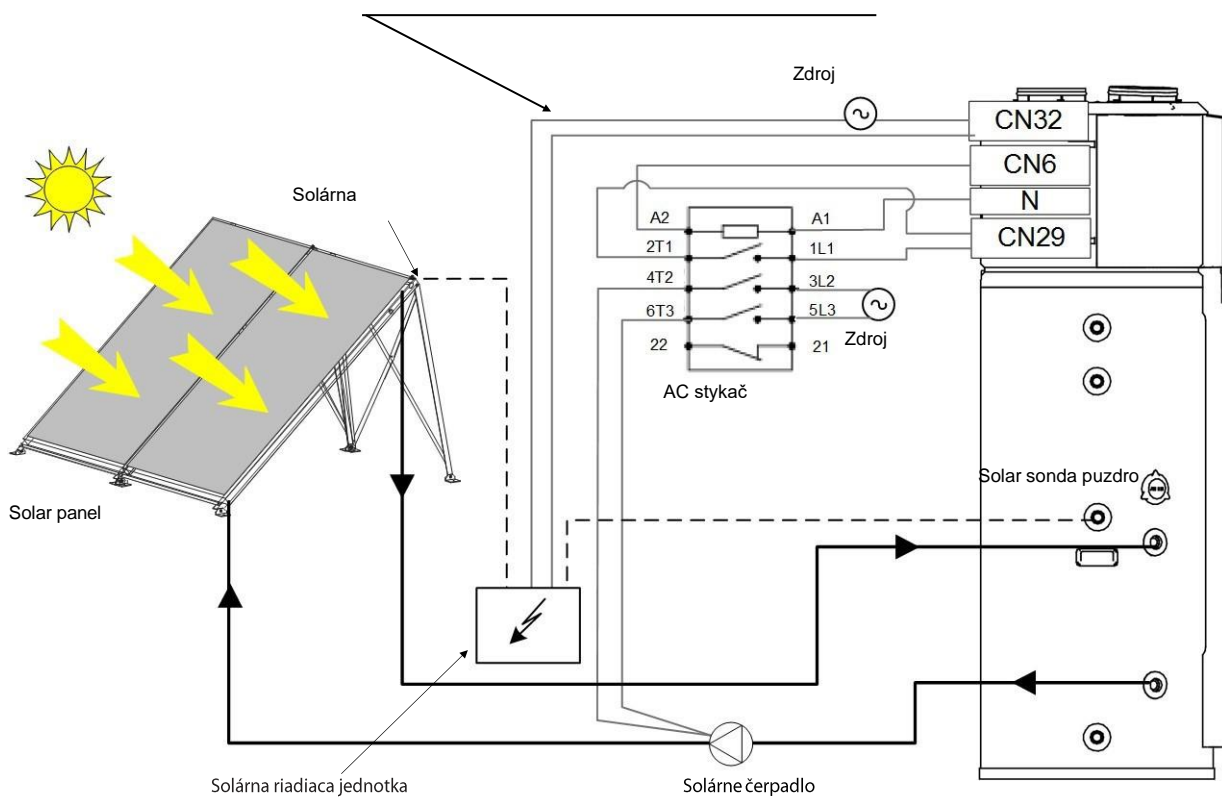 Zdroj
CN32
CN6
N
CN29
Solárna
A2
A1
2T1
1L1
4T2
3L2
6T3
5L3
22
21
Zdroj
AC stykač
Solar sonda puzdro
Solar panel
Solárna riadiaca jednotka
Solárne čerpadlo